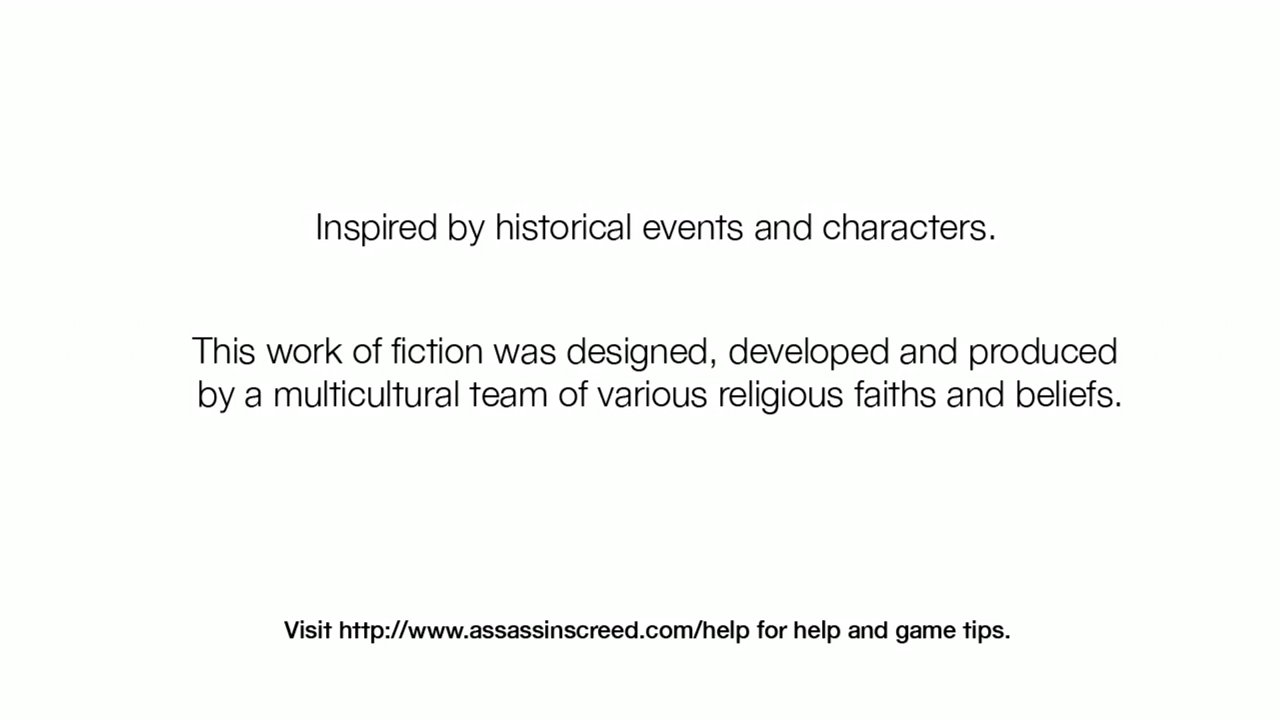 Inspired by historical events and characters.
This work of fiction was designed, developed and produced
by a multicultural team of various religious faiths and beliefs.
Visit http://www.assassinscreed.com/help for help and game tips.